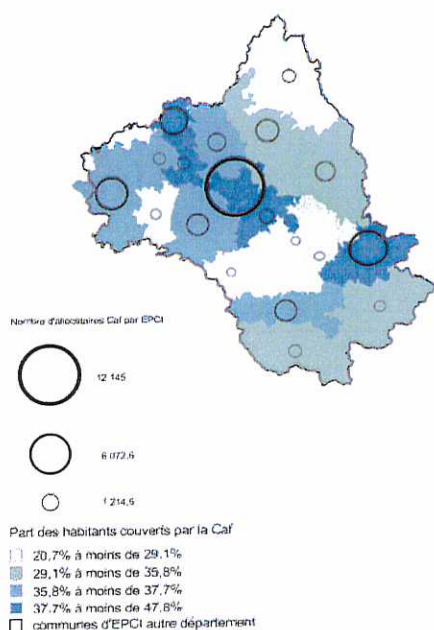 Nombre d'allocataires Caf par EPCI
12 145
6 072,6
1 214,6
Part des habitants couverts par la Caf
20,7% à moins de 29,1%
29,1% à moins de 35,8%
35,8% à moins de 37,7%
37,7% à moins de 47,8%
communes d'EPCI autre département